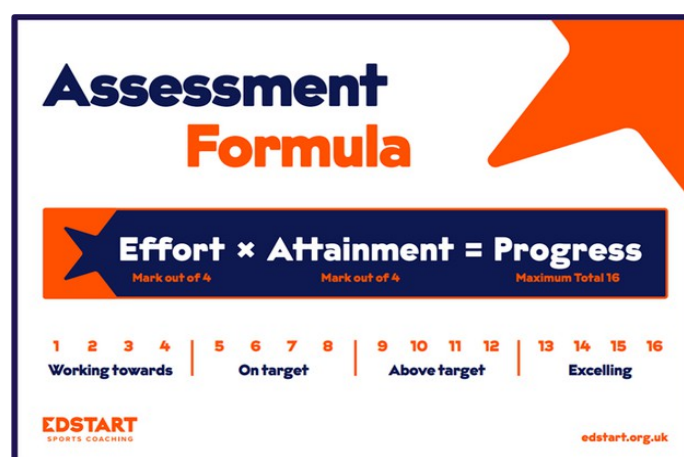 Assessment
Formula
Effort × Attainment = Progress
Mark out of 4 Mark out of 4 Maximum Total 16
1 2 3 4 | 5 6 7 8 | 9 10 11 12 | 13 14 15 16
Working towards On target Above target Excelling
EDSTART
SPORTS COACHING
edstart.org.uk